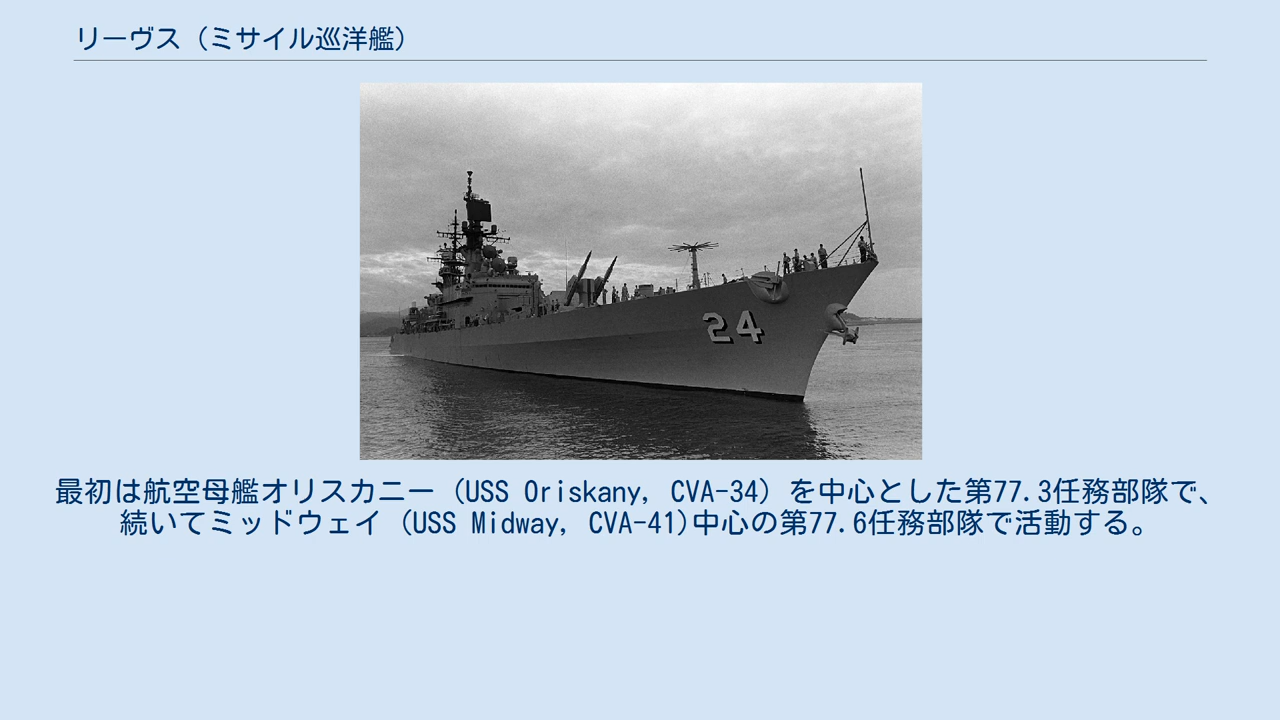 リーヴス（ミサイル巡洋艦）
24
最初は航空母艦オリスカニー（USS Oriskany, CVA-34）を中心とした第77.3任務部隊で、
続いてミッドウェイ（USS Midway, CVA-41)中心の第77.6任務部隊で活動する。